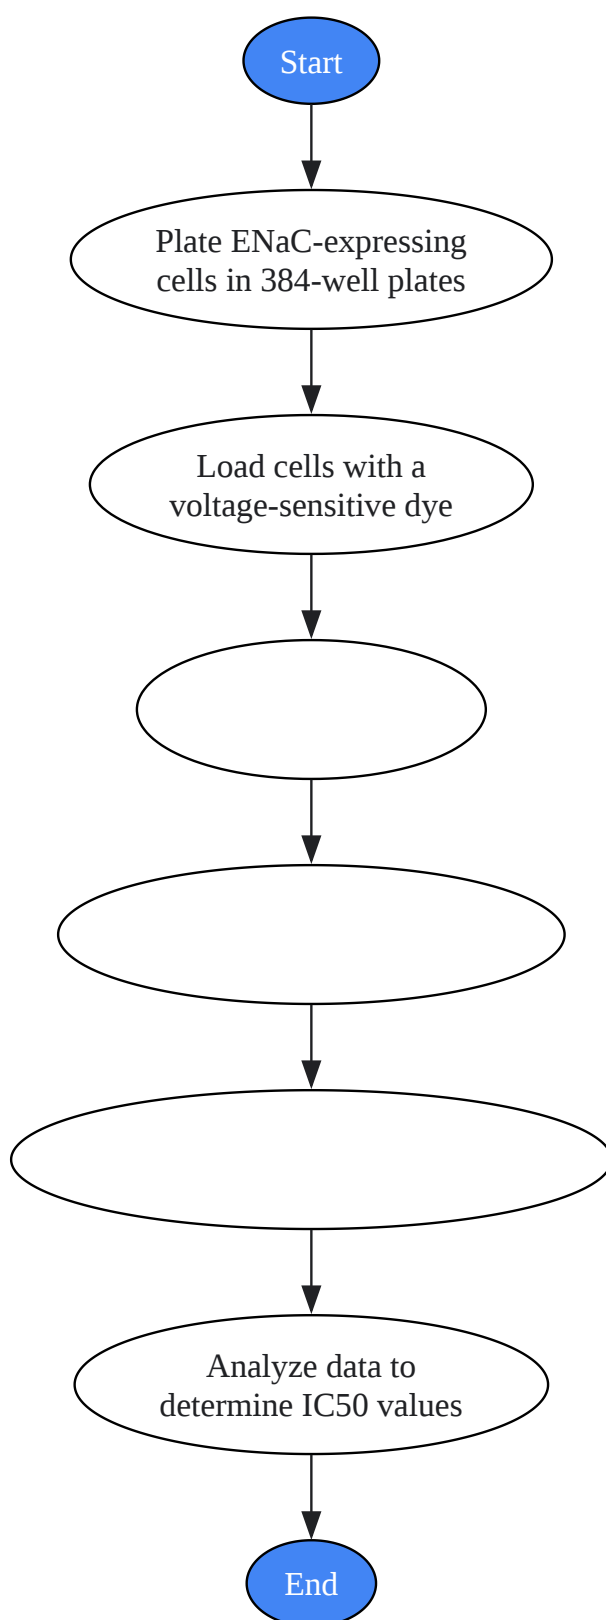 Start
Plate ENaC-expressing
cells in 384-well plates
Load cells with a
voltage-sensitive dye
Analyze data to
determine IC50 values
End